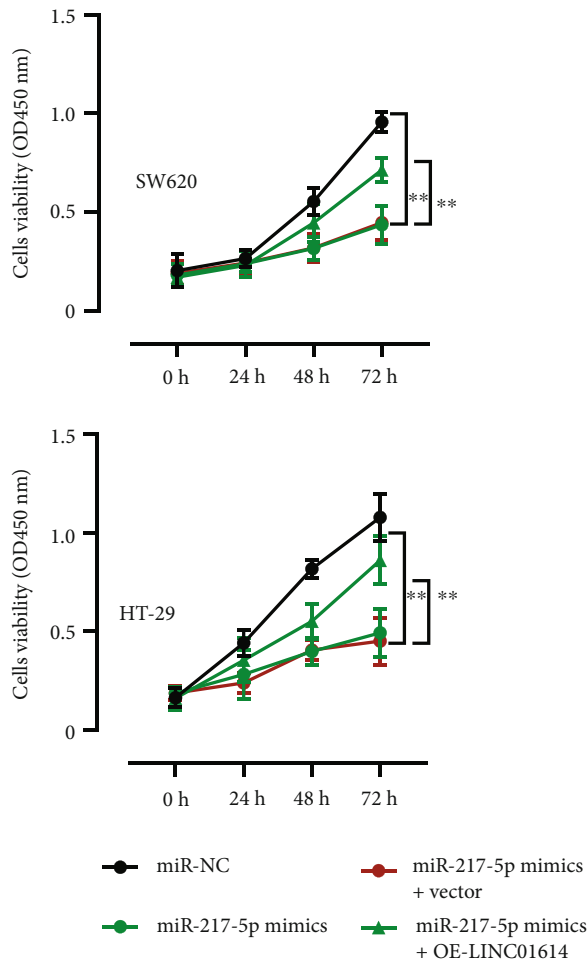 Cells viability (OD450 nm)
1.5
1.0
0.5
0
SW620
**
**
0 h 24 h 48 h 72 h
Cells viability (OD450 nm)
1.5
1.0
0.5
0
HT-29
** **
0 h 24 h 48 h 72 h
miR-NC
miR-217-5p mimics
+ vector
miR-217-5p mimics
miR-217-5p mimics
+ OE-LINC01614